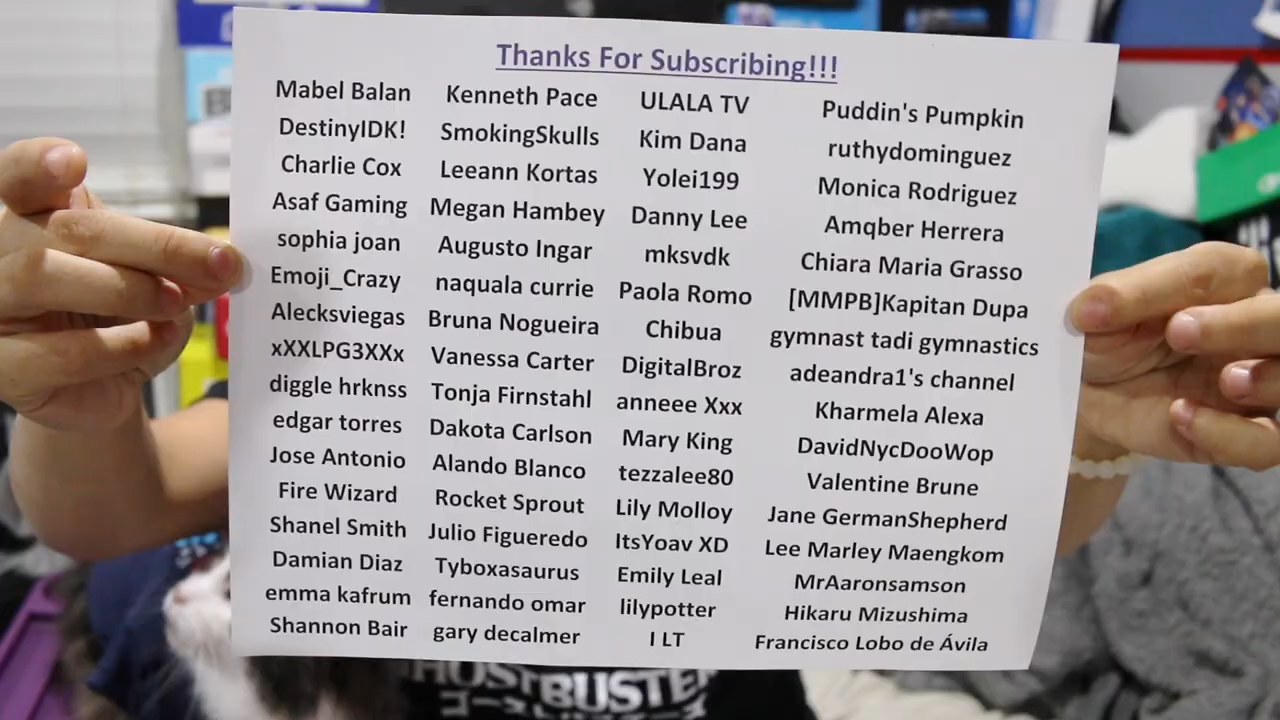 Thanks For Subscribing!!!
Mabel Balan Kenneth Pace ULALA TV Puddin's Pumpkin
DestinyIDK! SmokingSkulls Kim Dana ruthydominguez
Charlie Cox Leeann Kortas Yolei199 Monica Rodriguez
Asaf Gaming Megan Hambey Danny Lee Amqber Herrera
sophia joan Augusto Ingar mksvdk Chiara Maria Grasso
Emoji_Crazy naquala currie Paola Romo [MMPB]Kapitan Dupa
Alecksviegas Bruna Nogueira Chibua gymnast tadi gymnastics
xXXLPG3XXx Vanessa Carter DigitalBroz adeandra1's channel
diggle hrknss Tonja Firnstahl anneee Xxx Kharmela Alexa
edgar torres Dakota Carlson Mary King DavidNycDooWop
Jose Antonio Alando Blanco tezzalee80 Valentine Brune
Fire Wizard Rocket Sprout Lily Molloy Jane GermanShepherd
Shanel Smith Julio Figueredo ItsYoav XD Lee Marley Maengkom
Damian Diaz Tyboxasaurus Emily Leal MrAaronsamson
emma kafrum fernando omar lilypotter Hikaru Mizushima
Shannon Bair gary decalmer I LT Francisco Lobo de Ávila